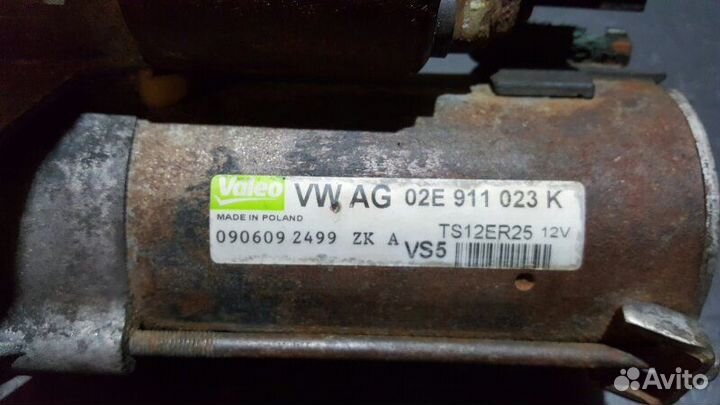 Valeo VW AG 02E 911 023 K
MADE IN POLAND
TS12ER25 12V
090609 2499 ZK A VS5
Avito